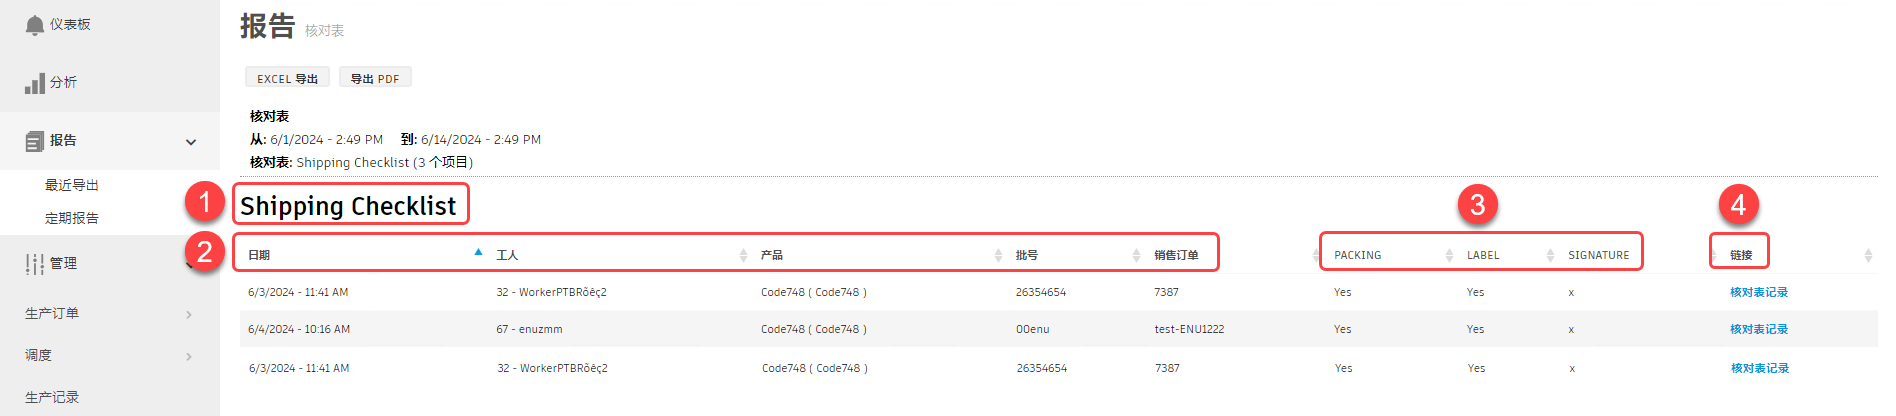 仪表板
分析
报告
最近导出
定期报告
管理
生产订单
调度
生产记录
报告 核对表
EXCEL 导出 导出 PDF
核对表
从: 6/1/2024 - 2:49 PM 到: 6/14/2024 - 2:49 PM
核对表: Shipping Checklist (3 个项目)
1 Shipping Checklist 3 4
2 日期 工人 产品 批号 销售订单 PACKING LABEL SIGNATURE 链接
6/3/2024 - 11:41 AM 32 - WorkerPTBRõêç2 Code748 ( Code748 ) 26354654 7387 Yes Yes x 核对表记录
6/4/2024 - 10:16 AM 67 - enuzmm Code748 ( Code748 ) 00enu test-ENU1222 Yes Yes x 核对表记录
6/3/2024 - 11:41 AM 32 - WorkerPTBRõêç2 Code748 ( Code748 ) 26354654 7387 Yes Yes x 核对表记录